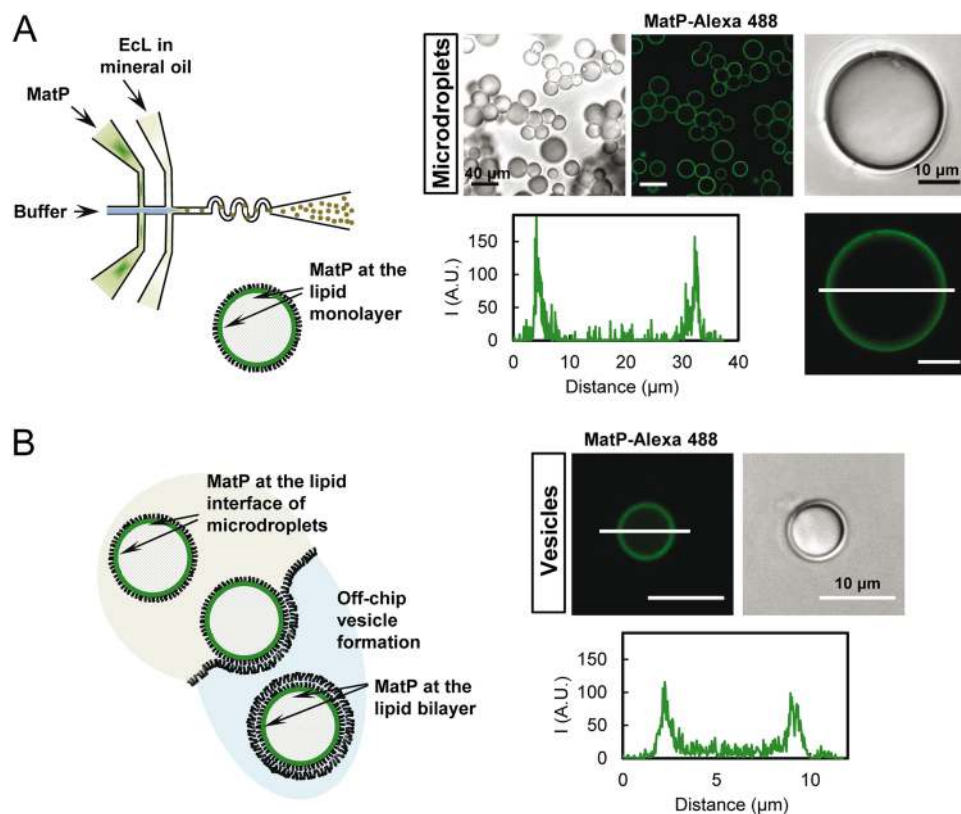 A
EcL in
mineral oil
MatP
Buffer
MatP at the
lipid
monolayer
MatP-Alexa 488
Microdroplets
40 µm
10 µm
I (A.U.)
150
100
50
0
0 10 20 30 40
Distance (µm)
B
MatP at the lipid
interface of
microdroplets
Off-chip
vesicle
formation
MatP at the
lipid bilayer
MatP-Alexa 488
Vesicles
10 µm
I (A.U.)
150
100
50
0
0 5 10
Distance (µm)